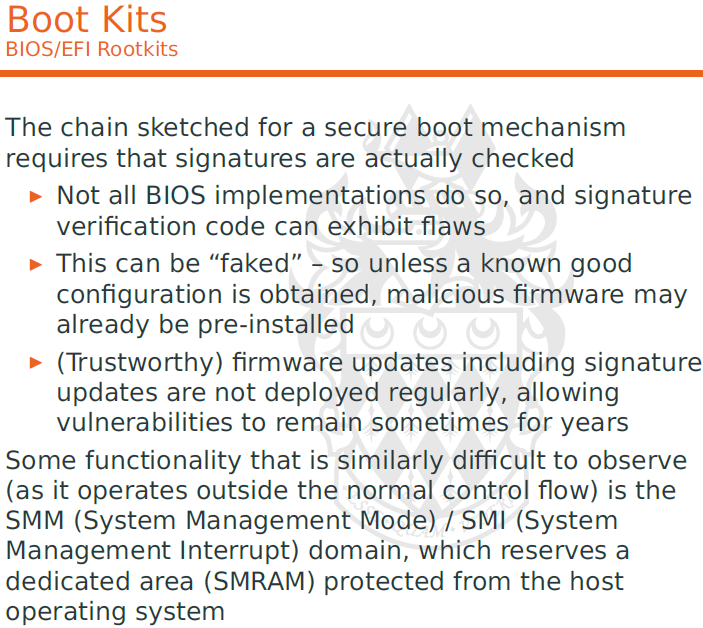 Boot Kits
BIOS/EFI Rootkits
The chain sketched for a secure boot mechanism
requires that signatures are actually checked
▶ Not all BIOS implementations do so, and signature
verification code can exhibit flaws
▶ This can be “faked” – so unless a known good
configuration is obtained, malicious firmware may
already be pre-installed
▶ (Trustworthy) firmware updates including signature
updates are not deployed regularly, allowing
vulnerabilities to remain sometimes for years
Some functionality that is similarly difficult to observe
(as it operates outside the normal control flow) is the
SMM (System Management Mode) / SMI (System
Management Interrupt) domain, which reserves a
dedicated area (SMRAM) protected from the host
operating system